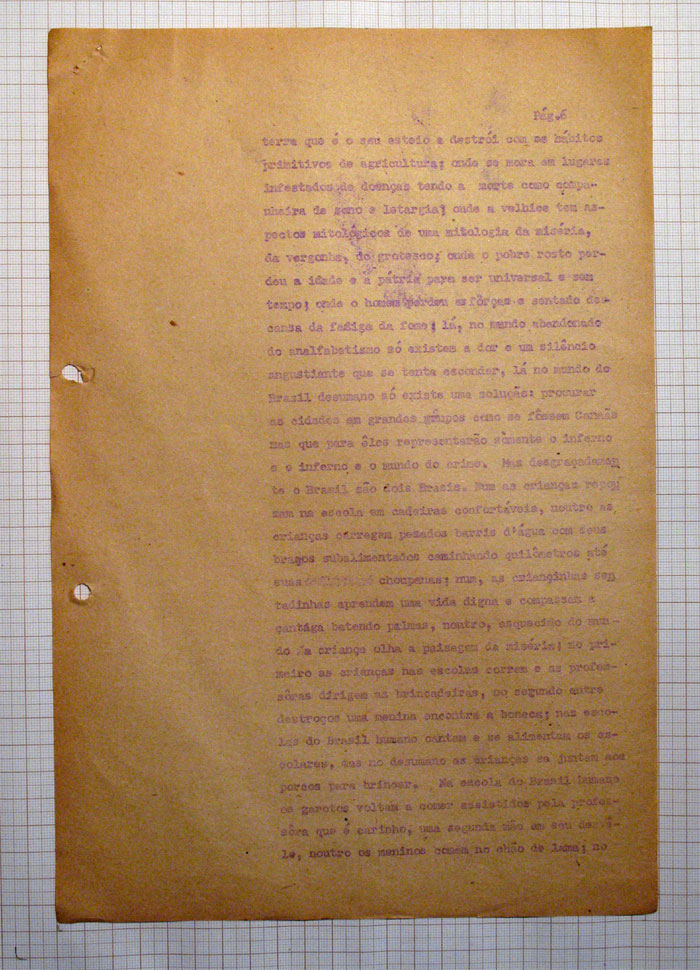 Pág.6
terra que é o seu esteio e destrói com os hábitos
primitivos de agricultura; onde se mora em lugares
infestados de doenças tendo a morte como compa-
nheira de sono e letargia; onde a velhice tem as-
pectos mitológicos de uma mitologia da miséria,
da vergonha, do grotesco; onde o pobre rosto per-
deu a idade e a pátria para ser universal e sem
tempo; onde o homem perdeu esfôrços e sentado des-
cansa da fadiga da fome; lá, no mundo abandonado
do analfabetismo só existem a dor e um silêncio
angustiante que se tenta esconder, lá no mundo do
Brasil desumano só existe uma solução: procurar
as cidades em grandes grupos como se fôssem Canaãs
mas que para êles representarão sòmente o inferno
e o inferno e o mundo do crime. Mas desgraçadamen
te o Brasil são dois Brasis. Num as crianças repou
sam na escola em cadeiras confortáveis, noutro as
crianças carregam pesados barris d'água com seus
braços subalimentados caminhando quilômetros até
suas choupanas; num, as criancinhas sen
tadinhas aprendem uma vida digna e compassam a
cantiga batendo palmas, noutro, esquecido do mun-
do a criança olha a paisagem da miséria; no pri-
meiro as crianças nas escolas correm e as profes-
sôras dirigem as brincadeiras, no segundo entre
destroços uma menina encontra a boneca; nas esco-
las do Brasil humano cantam e se alimentam os es-
colares, mas no desumano as crianças se juntam aos
porcos para brincar. Na escola do Brasil humano
os garotos voltam a comer assistidos pela profes-
sôra que é carinho, uma segunda mãe em seu desvê-
lo, noutro os meninos comem no chão de lama; no